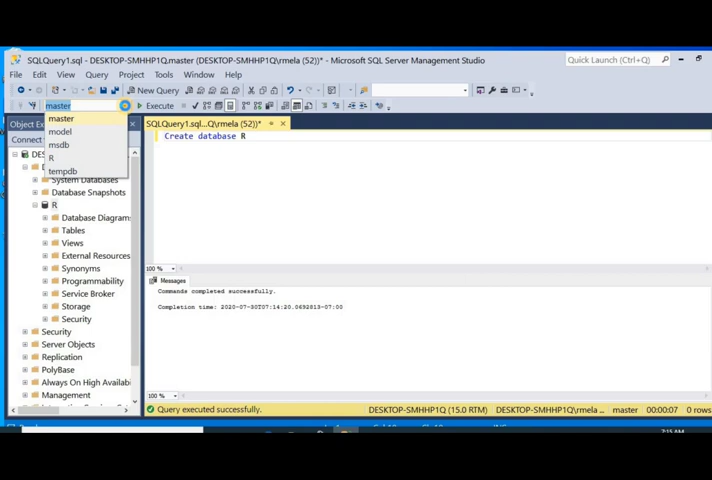 SQLQuery1.sql - DESKTOP-SMHHP1Q.master (DESKTOP-SMHHP1Q\rmela (52))* - Microsoft SQL Server Management Studio
Quick Launch (Ctrl+Q)
File Edit View Query Project Tools Window Help
New Query
master
Execute
master
model
msdb
R
tempdb
Object Ex
SQLQuery1.sql...Q\rmela (52))*
Connect
Create database R
DES
System Databases
Database Snapshots
R
Database Diagrams
Tables
Views
External Resources
Synonyms
Programmability
Service Broker
Storage
Security
Security
Server Objects
Replication
PolyBase
Always On High Availabi
Management
100 %
Messages
Commands completed successfully.
Completion time: 2020-07-30T07:14:20.0692813-07:00
100 %
Query executed successfully.
DESKTOP-SMHHP1Q (15.0 RTM)
DESKTOP-SMHHP1Q\rmela ...
master
00:00:07
0 rows
7:15 AM